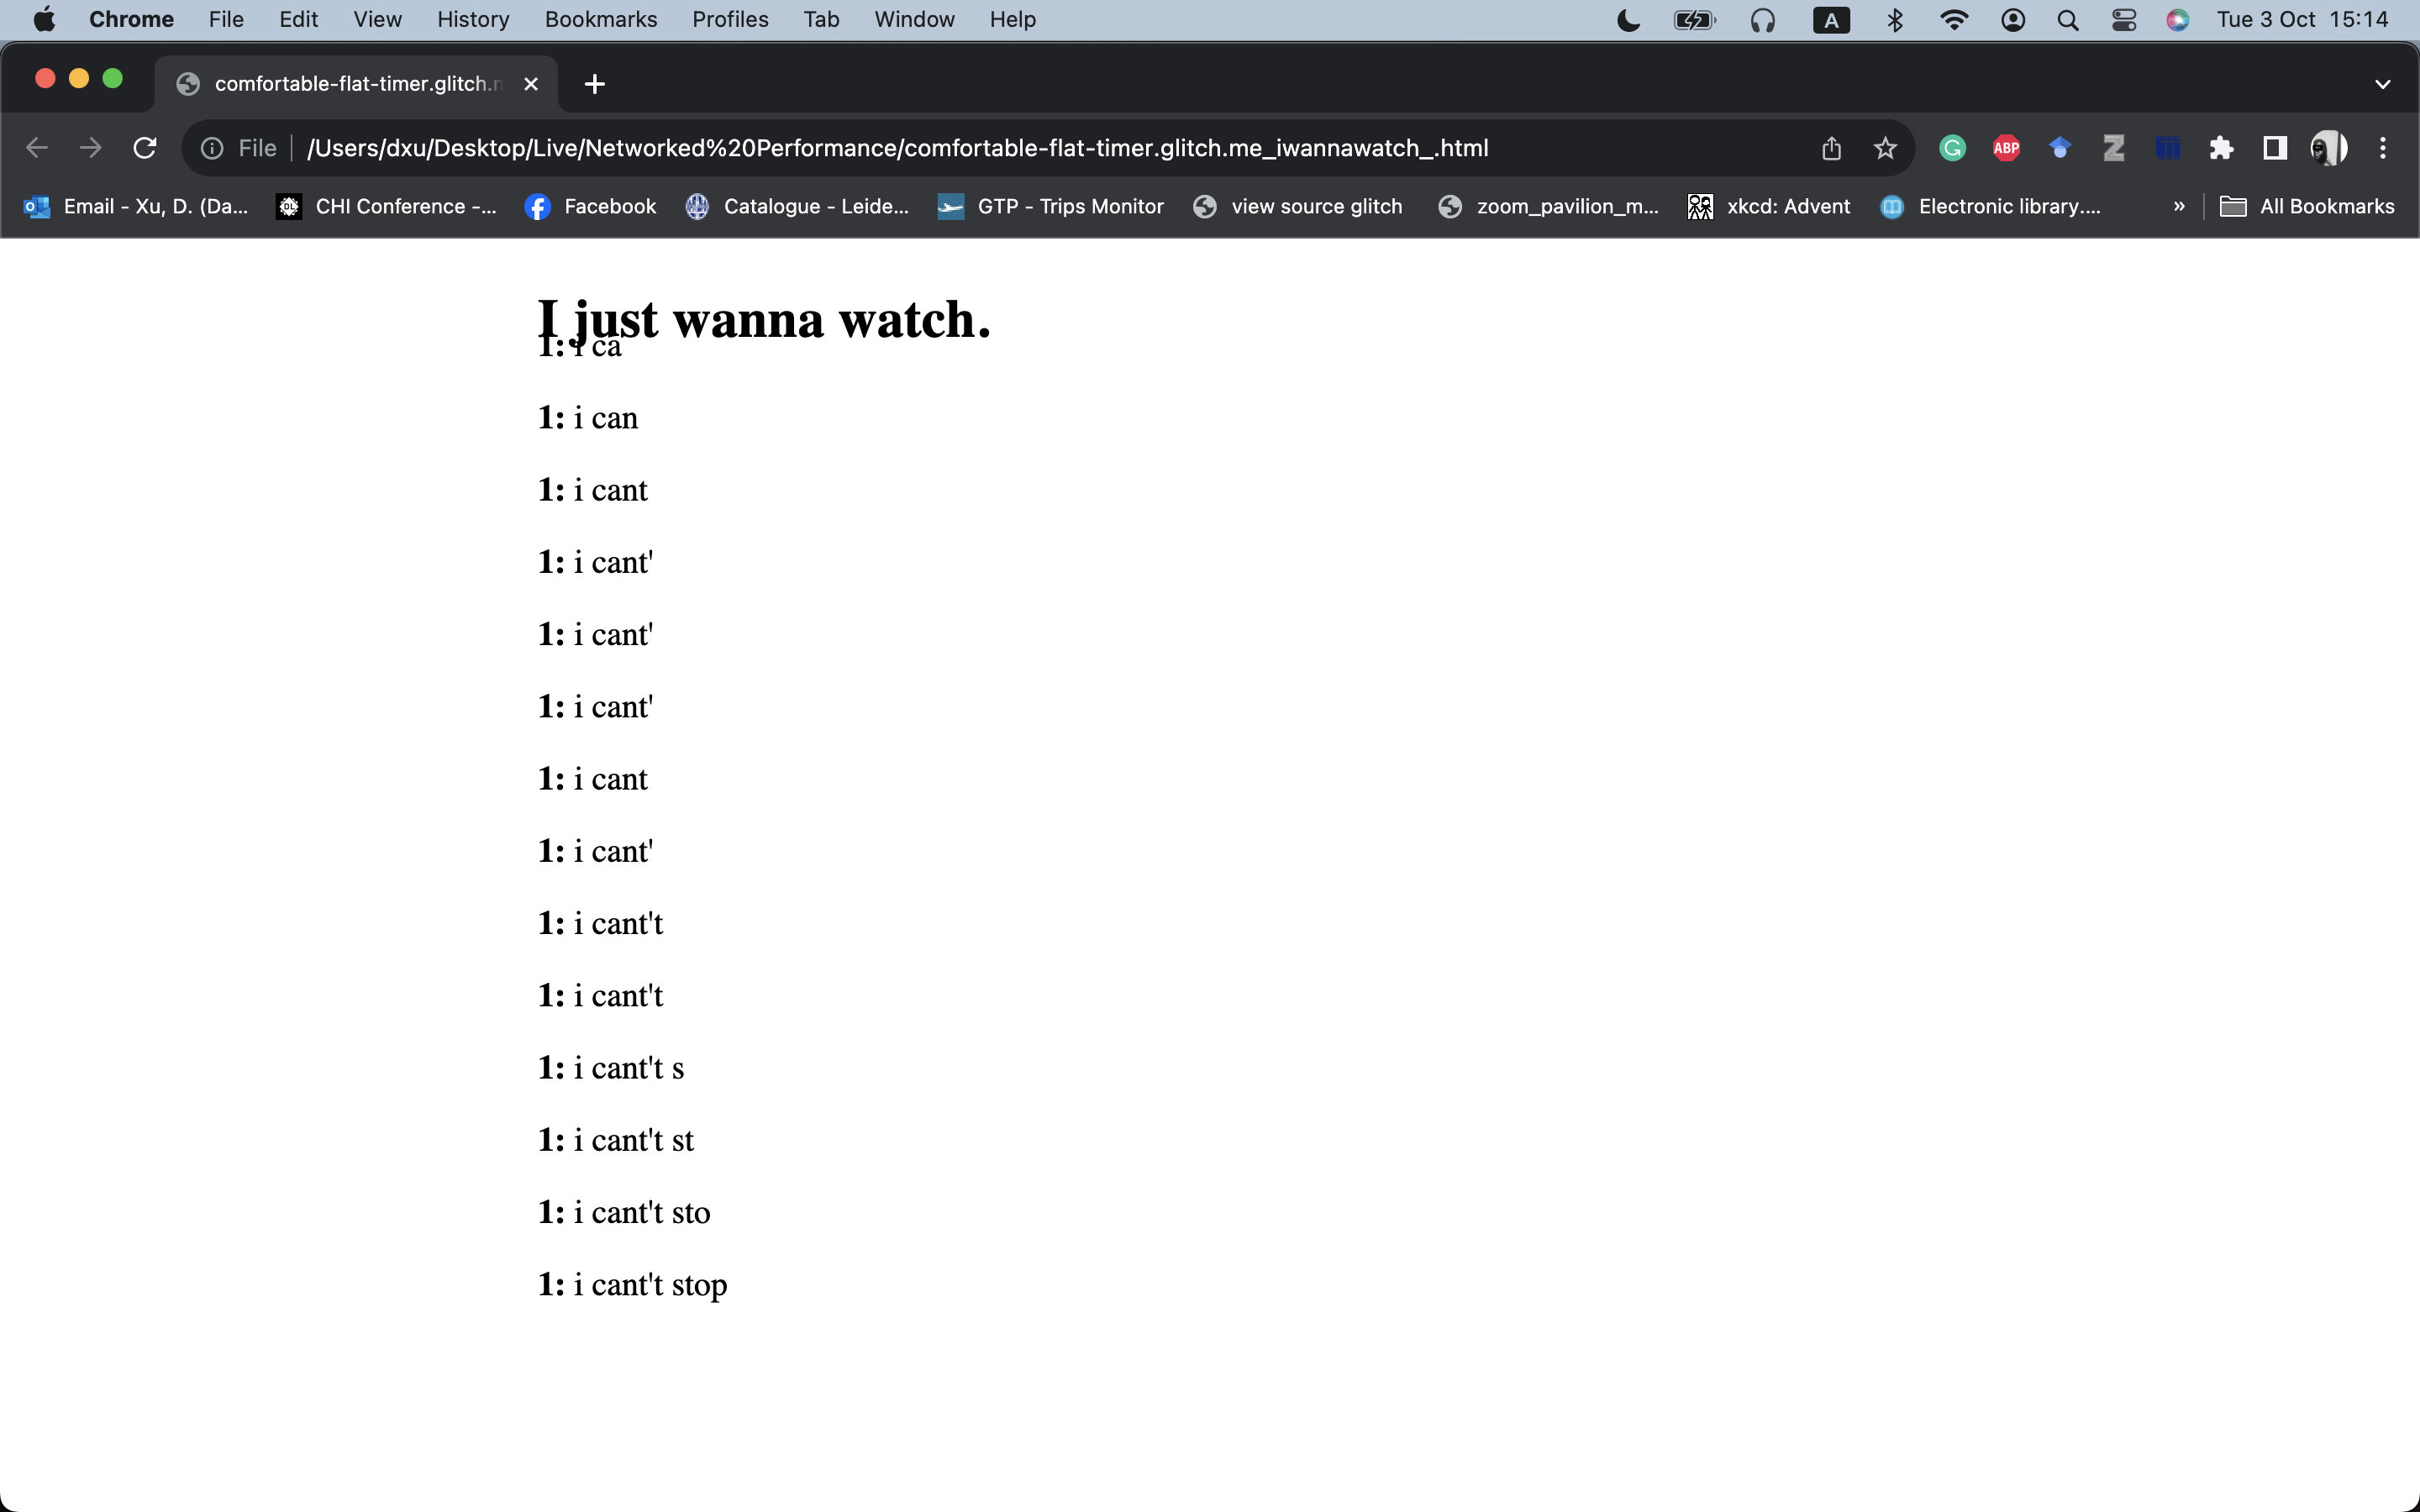 Chrome File Edit View History Bookmarks Profiles Tab Window Help A Tue 3 Oct 15:14
comfortable-flat-timer.glitch.m
File /Users/dxu/Desktop/Live/Networked%20Performance/comfortable-flat-timer.glitch.me_iwannawatch_.html ABP
Email - Xu, D. (Da... CHI Conference -... Facebook Catalogue - Leide... GTP - Trips Monitor view source glitch zoom_pavilion_m... xkcd: Advent Electronic library.... » All Bookmarks
I just wanna watch.
1: i ca
1: i can
1: i cant
1: i cant'
1: i cant'
1: i cant'
1: i cant
1: i cant'
1: i cant't
1: i cant't
1: i cant't s
1: i cant't st
1: i cant't sto
1: i cant't stop